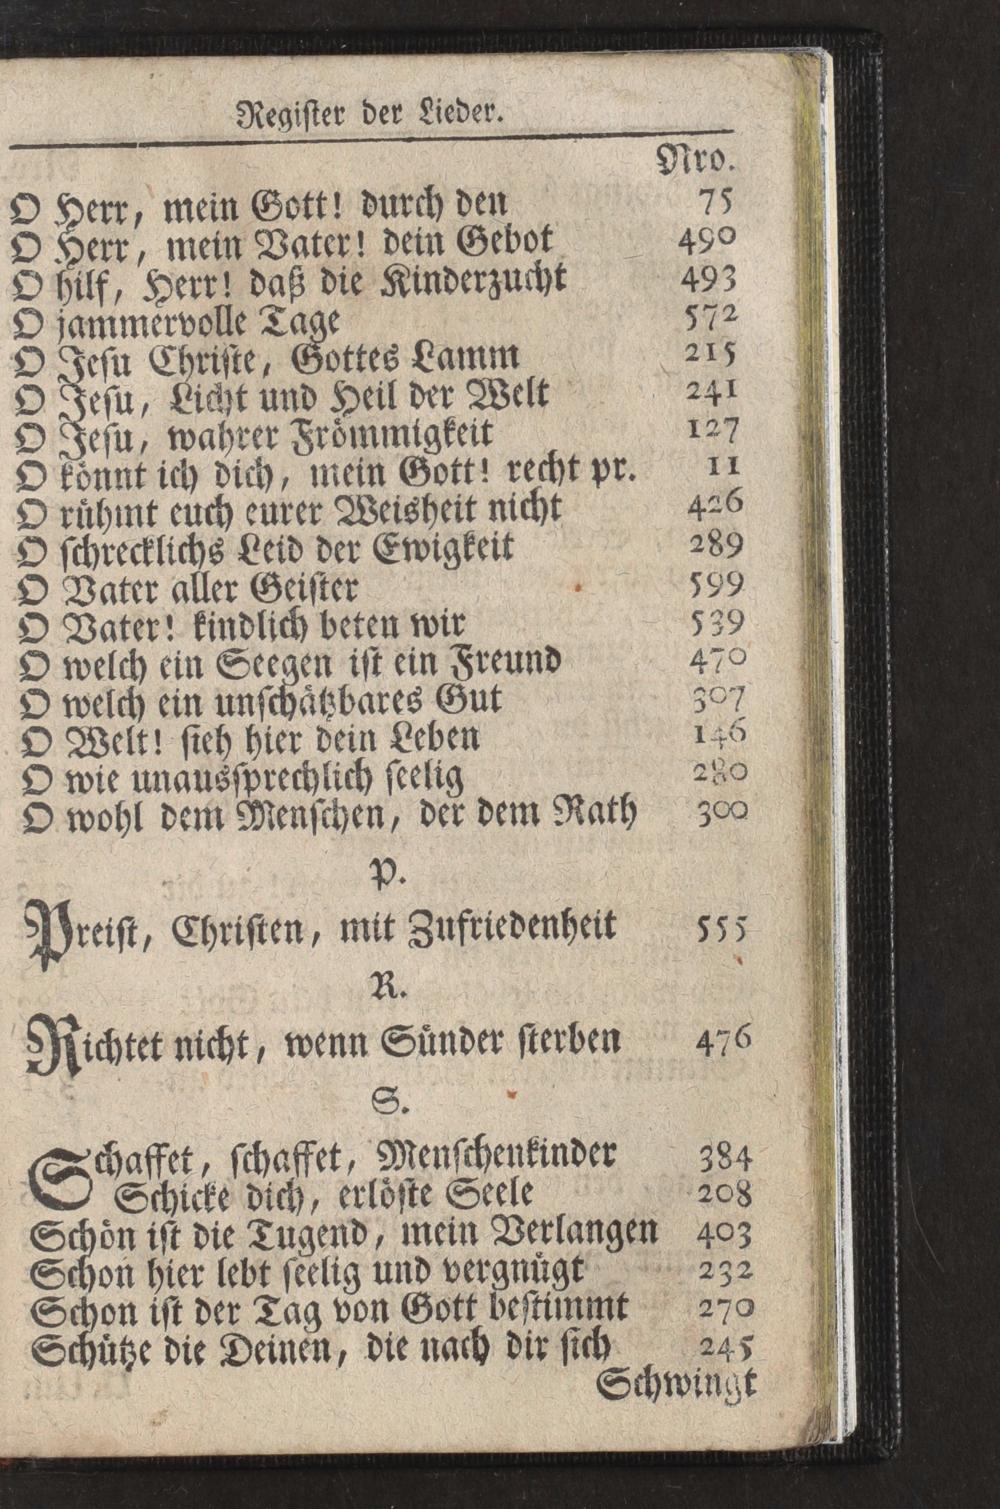 Register der Lieder.
Nro.
O Herr, mein Gott! durch den 75
O Herr, mein Vater! dein Gebot 490
O hilf, Herr! daß die Kinderzucht 493
O jammervolle Tage 572
O Jesu Christe, Gottes Lamm 215
O Jesu, Licht und Heil der Welt 241
O Jesu, wahrer Frömmigkeit 127
O könnt ich dich, mein Gott! recht pr. 11
O rühmt euch eurer Weisheit nicht 426
O schrecklichs Leid der Ewigkeit 289
O Vater aller Geister 599
O Vater! kindlich beten wir 539
O welch ein Seegen ist ein Freund 470
O welch ein unschätzbares Gut 307
O Welt! sieh hier dein Leben 146
O wie unaussprechlich seelig 280
O wohl dem Menschen, der dem Rath 300
P.
Preist, Christen, mit Zufriedenheit 555
R.
Richtet nicht, wenn Sünder sterben 476
S.
Schaffet, schaffet, Menschenkinder 384
Schicke dich, erlöste Seele 208
Schön ist die Tugend, mein Verlangen 403
Schon hier lebt seelig und vergnügt 232
Schon ist der Tag von Gott bestimmt 270
Schütze die Deinen, die nach dir sich 245
Schwingt